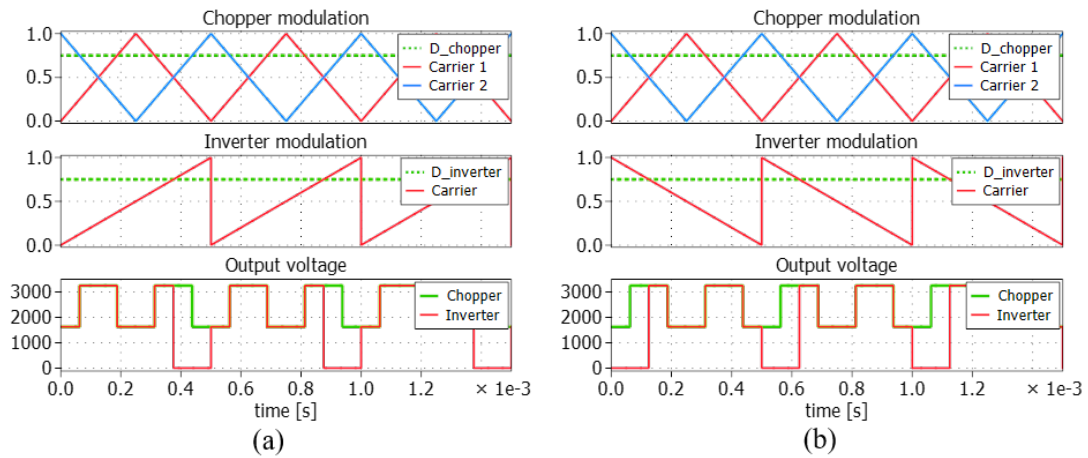 Chopper modulation
1.0
0.5
0.0
D_chopper
Carrier 1
Carrier 2
Inverter modulation
1.0
0.5
0.0
D_inverter
Carrier
Output voltage
3000
2000
1000
0
Chopper
Inverter
0.0 0.2 0.4 0.6 0.8 1.0 1.2 × 1e-3
time [s]
(a)
Chopper modulation
1.0
0.5
0.0
D_chopper
Carrier 1
Carrier 2
Inverter modulation
1.0
0.5
0.0
D_inverter
Carrier
Output voltage
3000
2000
1000
0
Chopper
Inverter
0.0 0.2 0.4 0.6 0.8 1.0 1.2 × 1e-3
time [s]
(b)